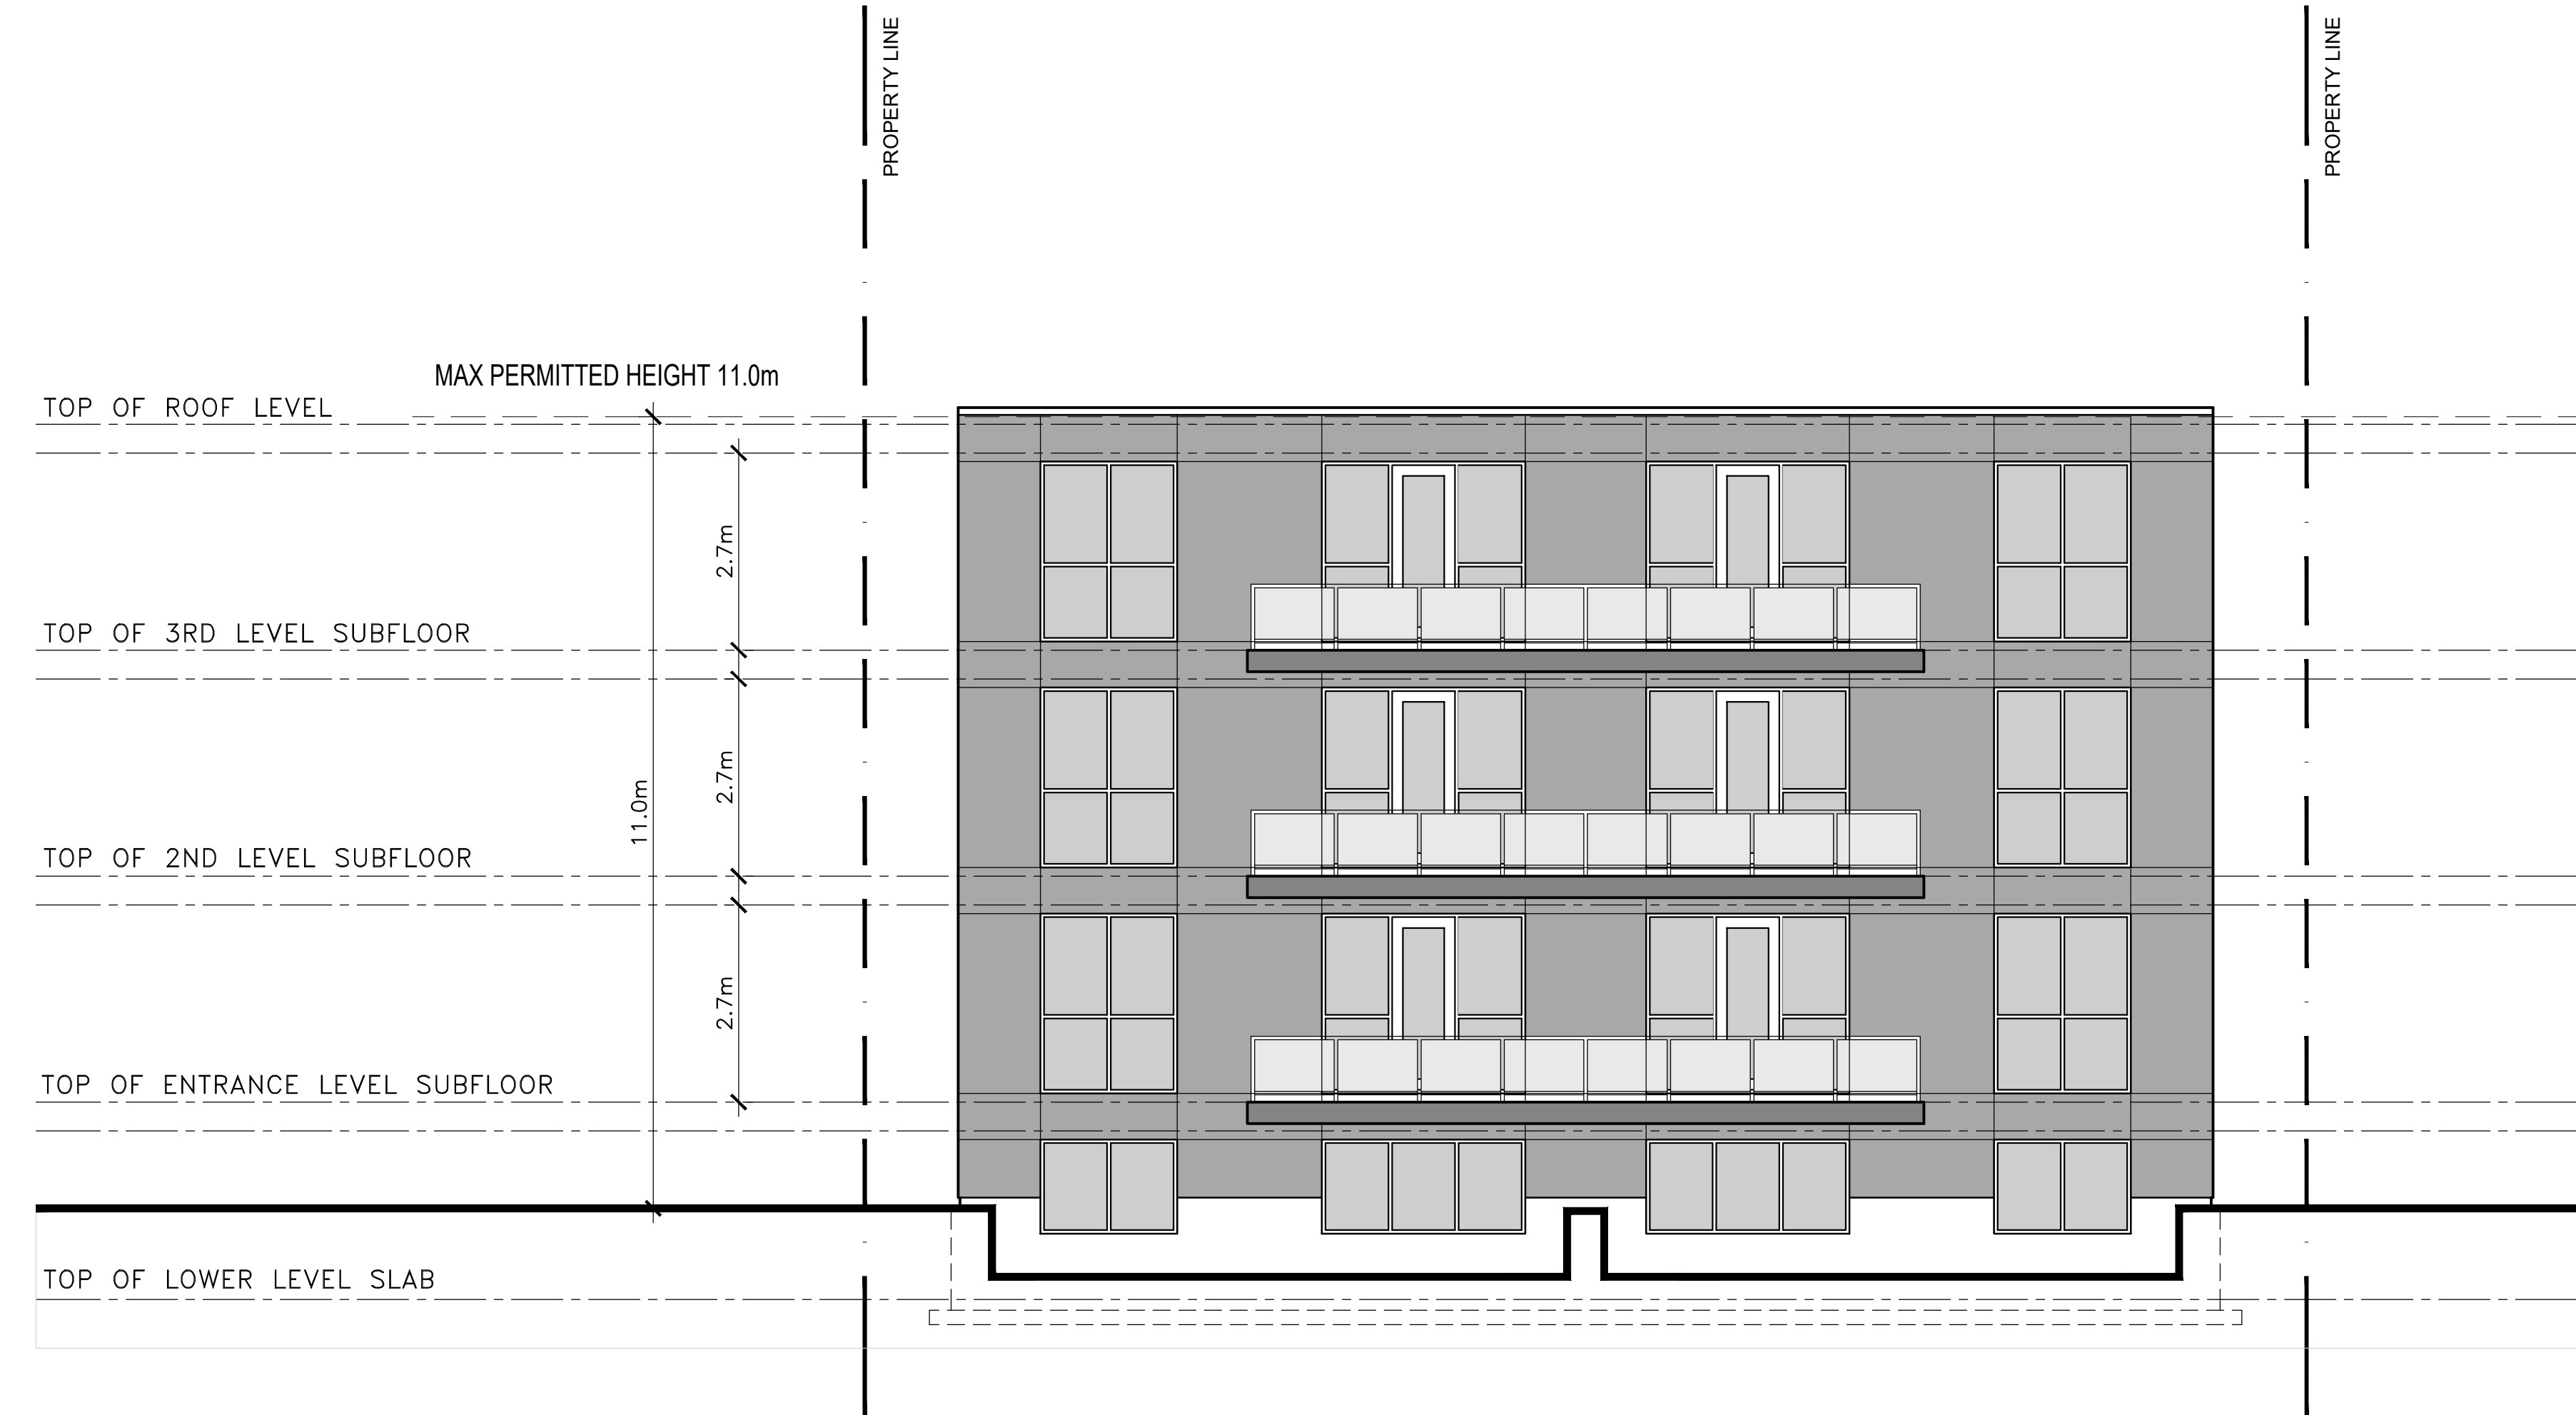 PROPERTY LINE
PROPERTY LINE
MAX PERMITTED HEIGHT 11.0m
TOP OF ROOF LEVEL
2.7m
TOP OF 3RD LEVEL SUBFLOOR
2.7m
11.0m
TOP OF 2ND LEVEL SUBFLOOR
2.7m
TOP OF ENTRANCE LEVEL SUBFLOOR
TOP OF LOWER LEVEL SLAB